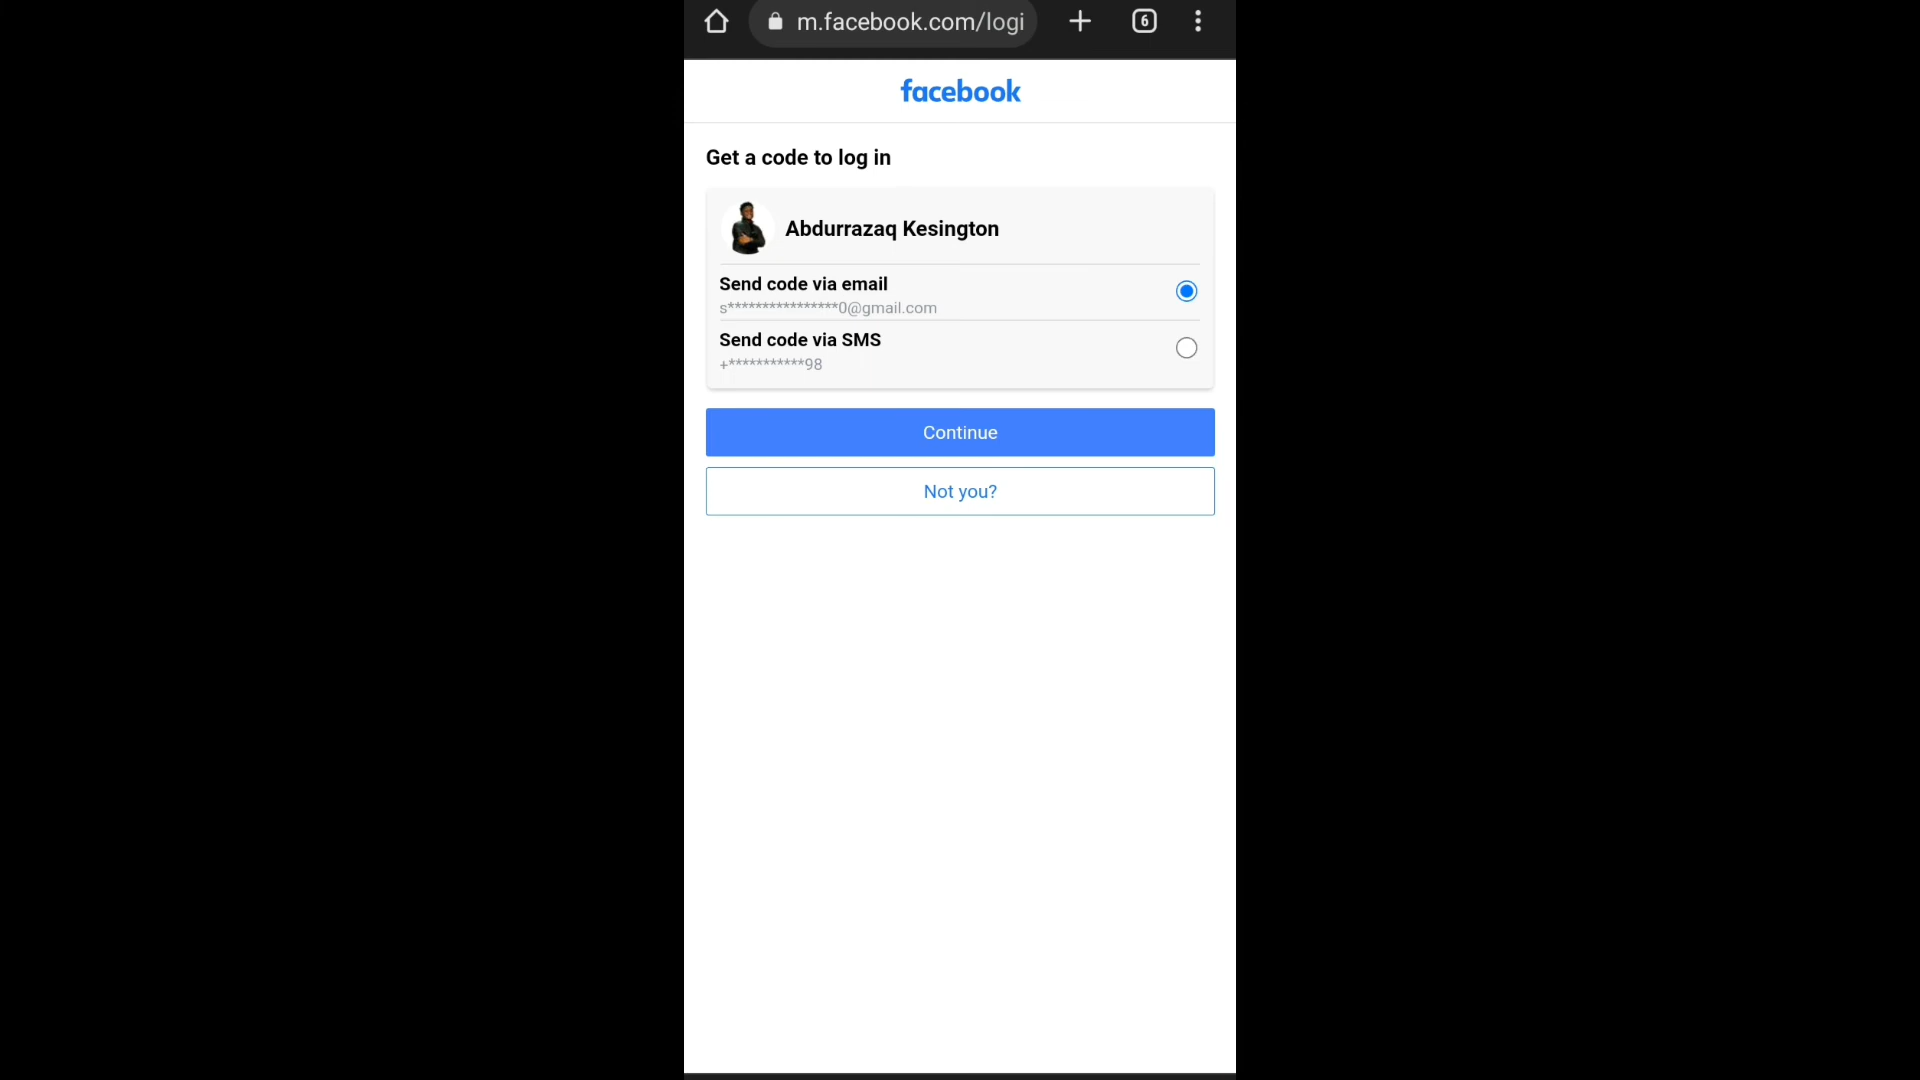 m.facebook.com/logi
6
facebook
Get a code to log in
Abdurrazaq Kesington
Send code via email
s****************0@gmail.com
Send code via SMS
+***********98
Continue
Not you?